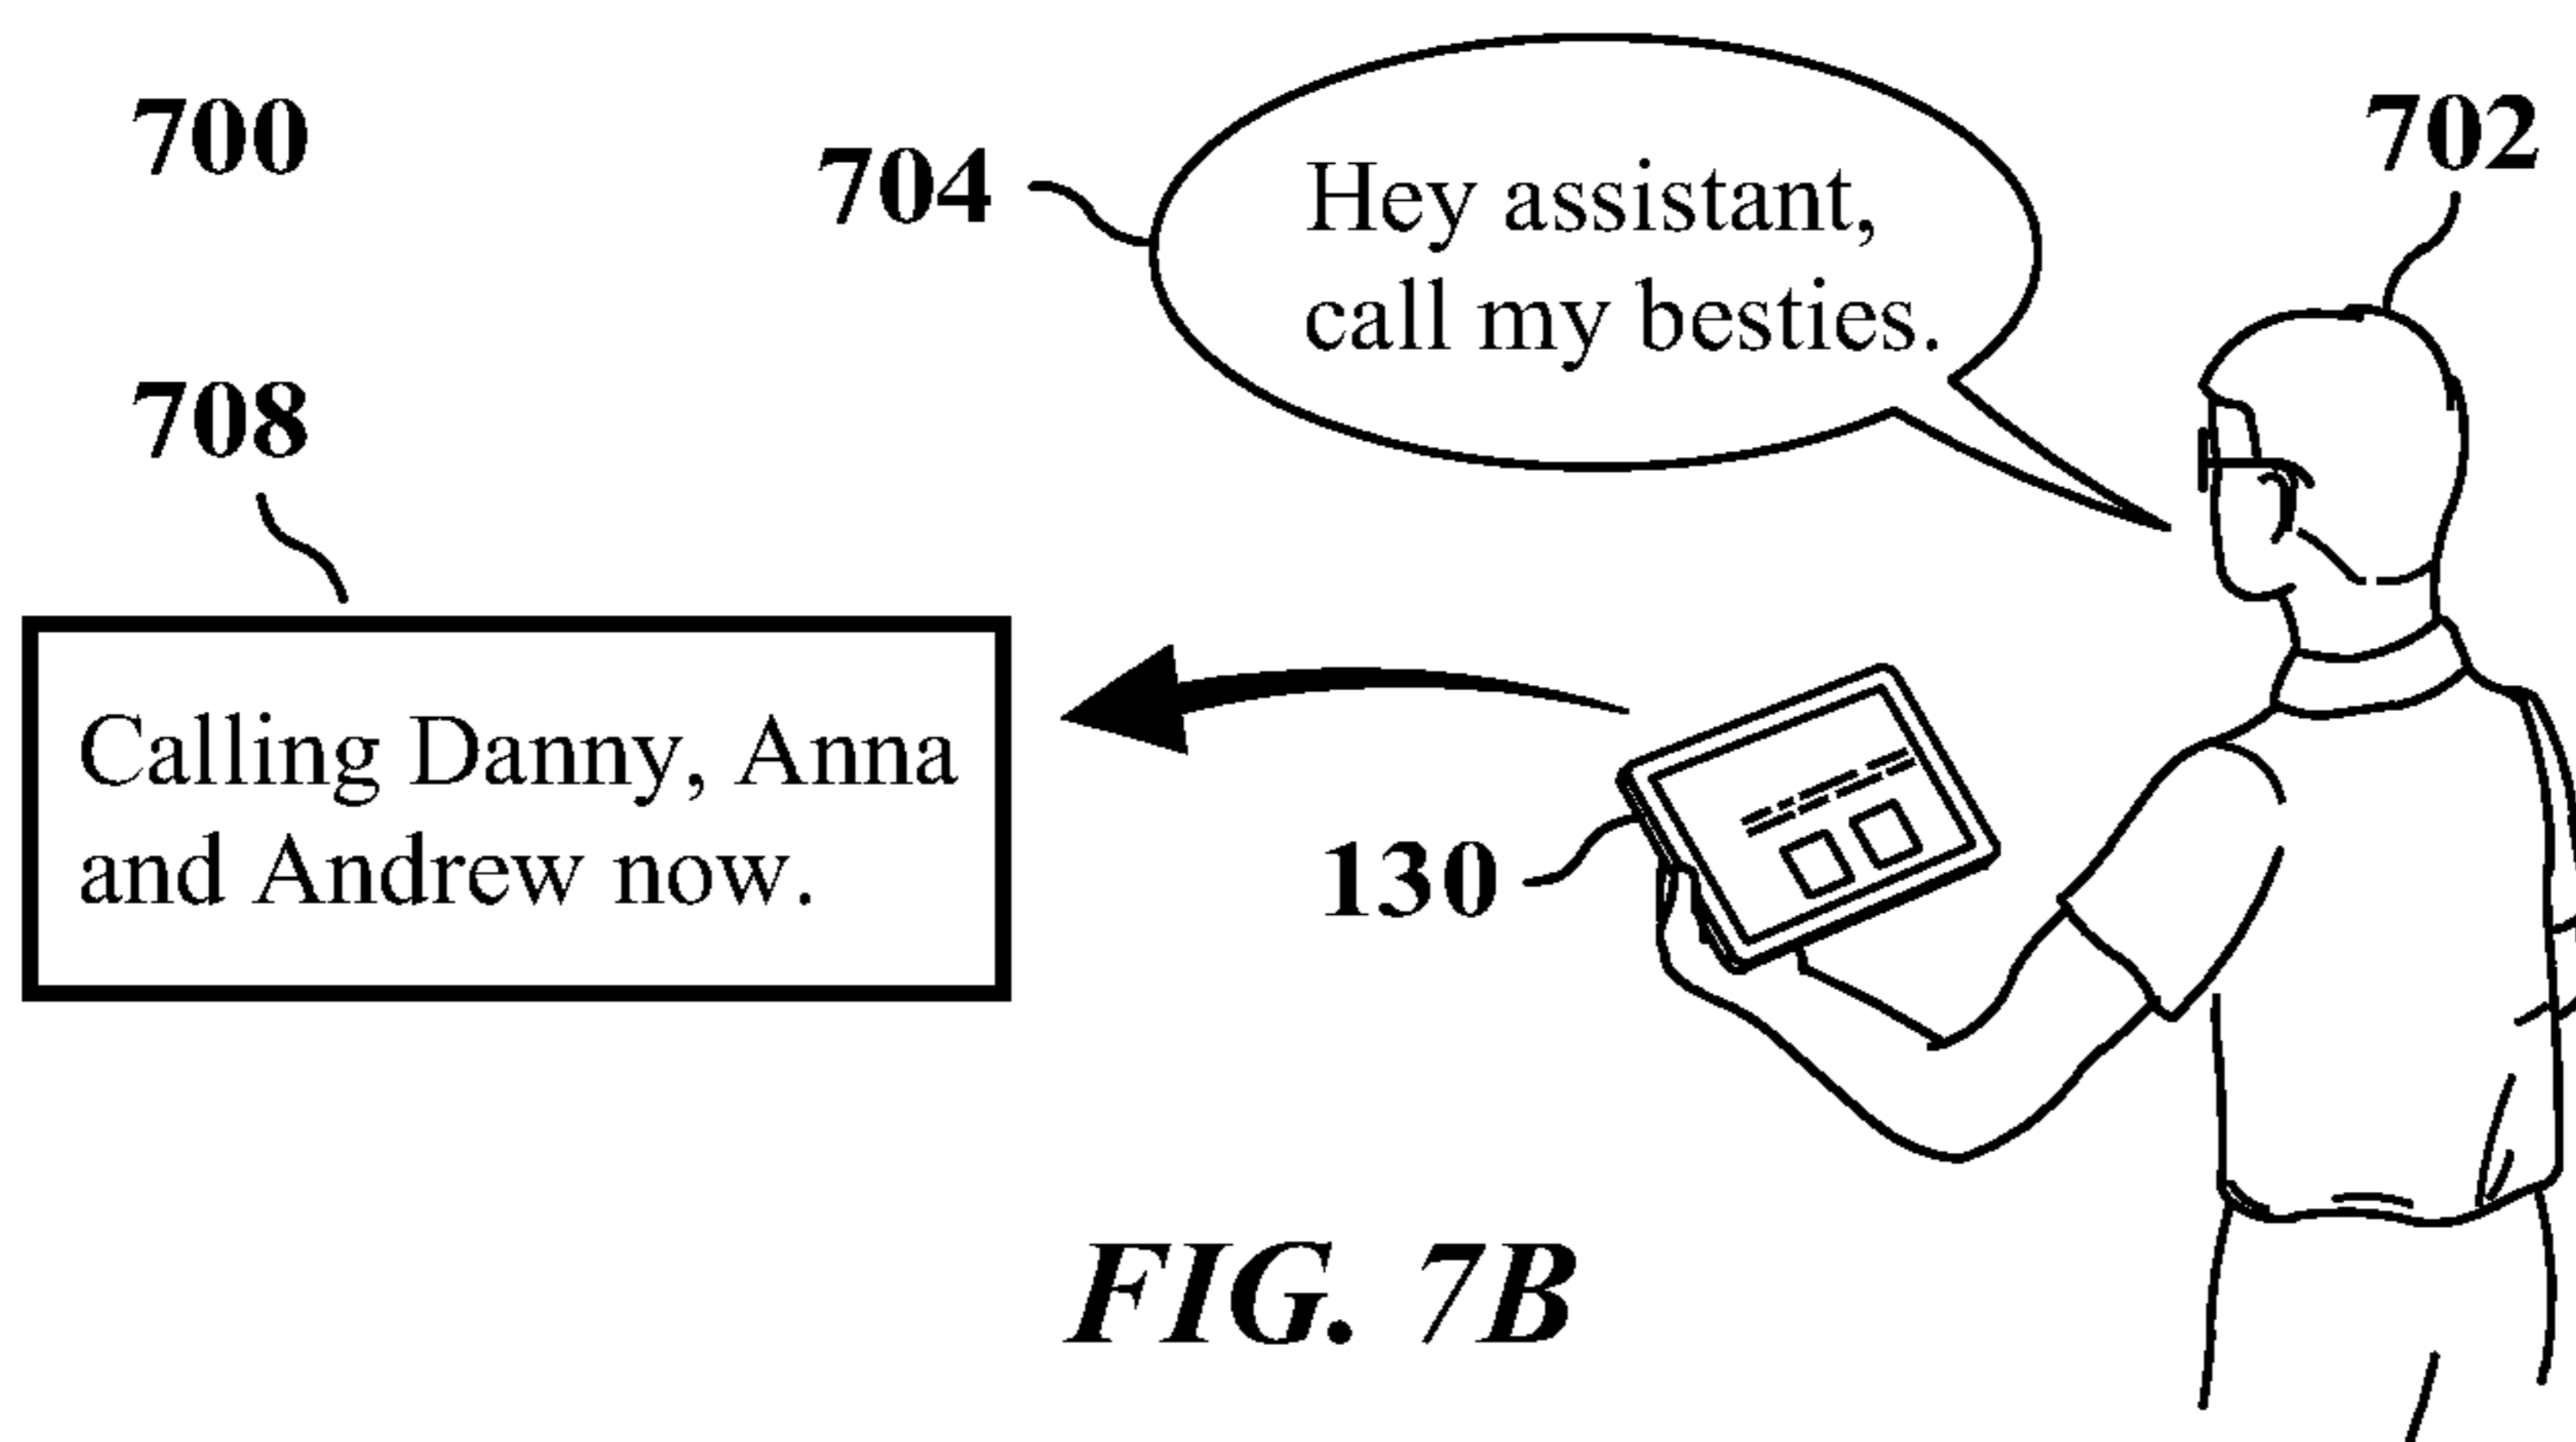 700
704
Hey assistant,
call my besties.
702
708
Calling Danny, Anna
and Andrew now.
130
FIG. 7B